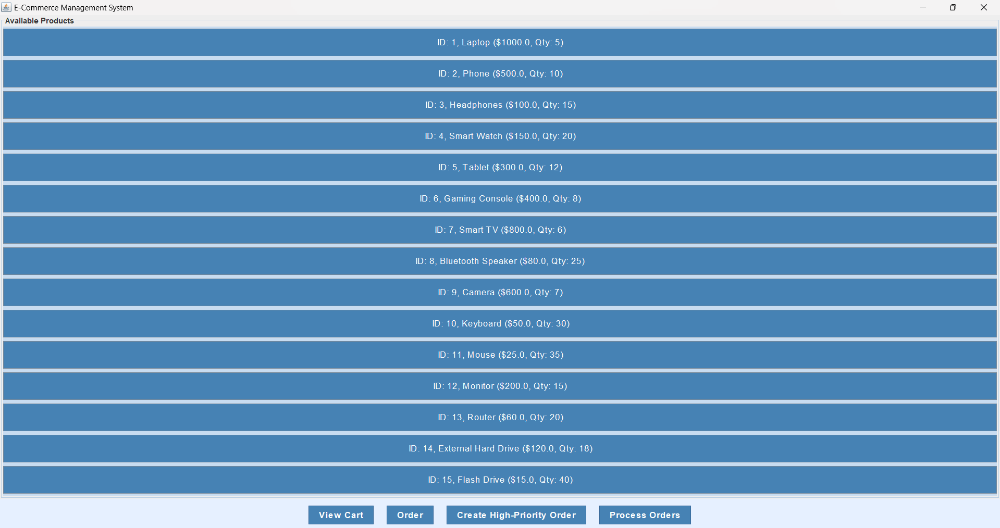 E-Commerce Management System
Available Products
ID: 1, Laptop ($1000.0, Qty: 5)
ID: 2, Phone ($500.0, Qty: 10)
ID: 3, Headphones ($100.0, Qty: 15)
ID: 4, Smart Watch ($150.0, Qty: 20)
ID: 5, Tablet ($300.0, Qty: 12)
ID: 6, Gaming Console ($400.0, Qty: 8)
ID: 7, Smart TV ($800.0, Qty: 6)
ID: 8, Bluetooth Speaker ($80.0, Qty: 25)
ID: 9, Camera ($600.0, Qty: 7)
ID: 10, Keyboard ($50.0, Qty: 30)
ID: 11, Mouse ($25.0, Qty: 35)
ID: 12, Monitor ($200.0, Qty: 15)
ID: 13, Router ($60.0, Qty: 20)
ID: 14, External Hard Drive ($120.0, Qty: 18)
ID: 15, Flash Drive ($15.0, Qty: 40)
View Cart Order Create High-Priority Order Process Orders